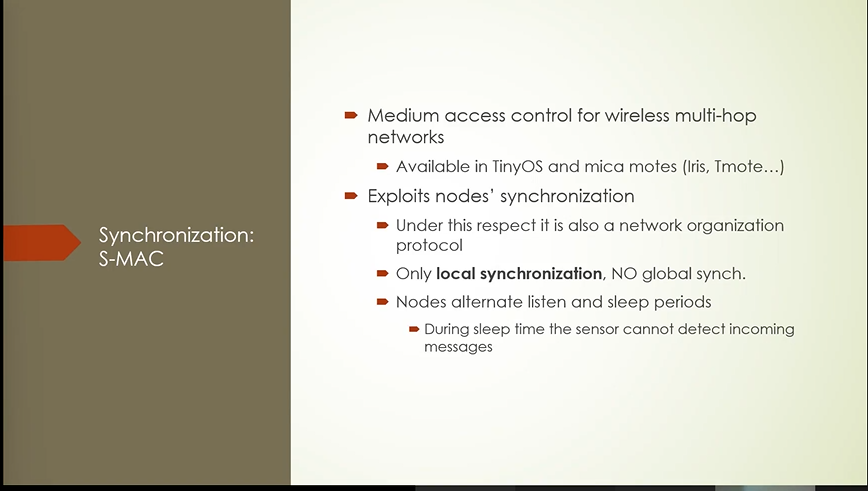 Synchronization:
S-MAC
Medium access control for wireless multi-hop
networks
Available in TinyOS and mica motes (Iris, Tmote…)
Exploits nodes’ synchronization
Under this respect it is also a network organization
protocol
Only local synchronization, NO global synch.
Nodes alternate listen and sleep periods
During sleep time the sensor cannot detect incoming
messages